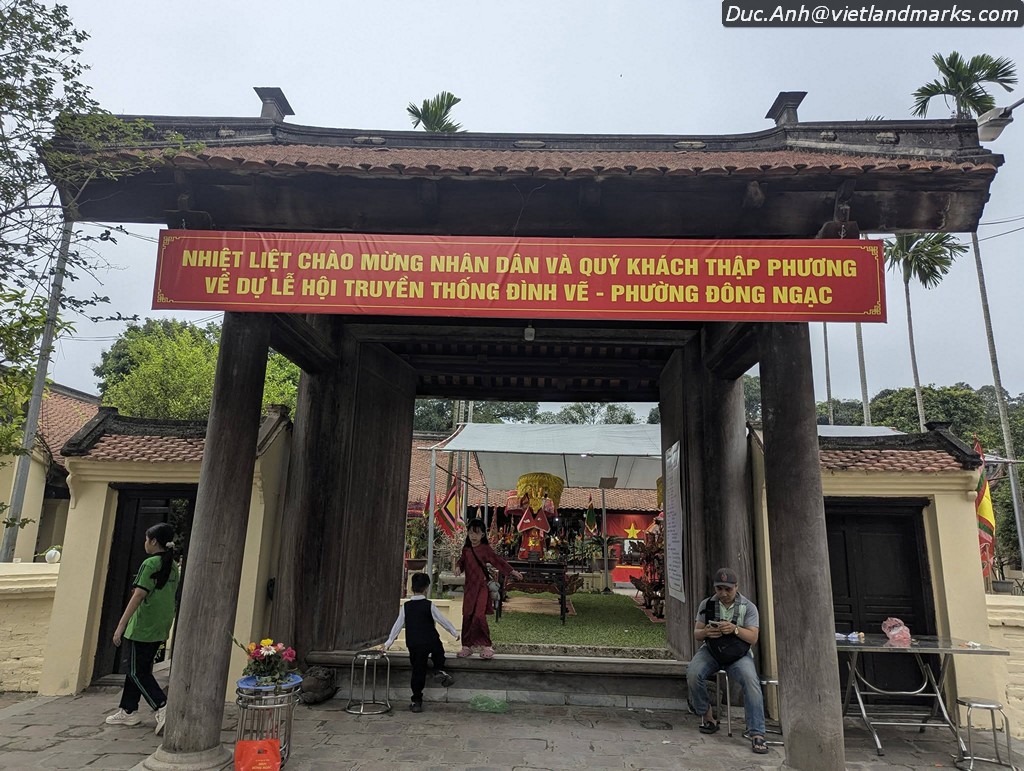 Duc.Anh@vietlandmarks.com
NHIỆT LIỆT CHÀO MỪNG NHÂN DÂN VÀ QUÝ KHÁCH THẬP PHƯƠNG
VỀ DỰ LỄ HỘI TRUYỀN THỐNG ĐÌNH VẼ - PHƯỜNG ĐÔNG NGẠC